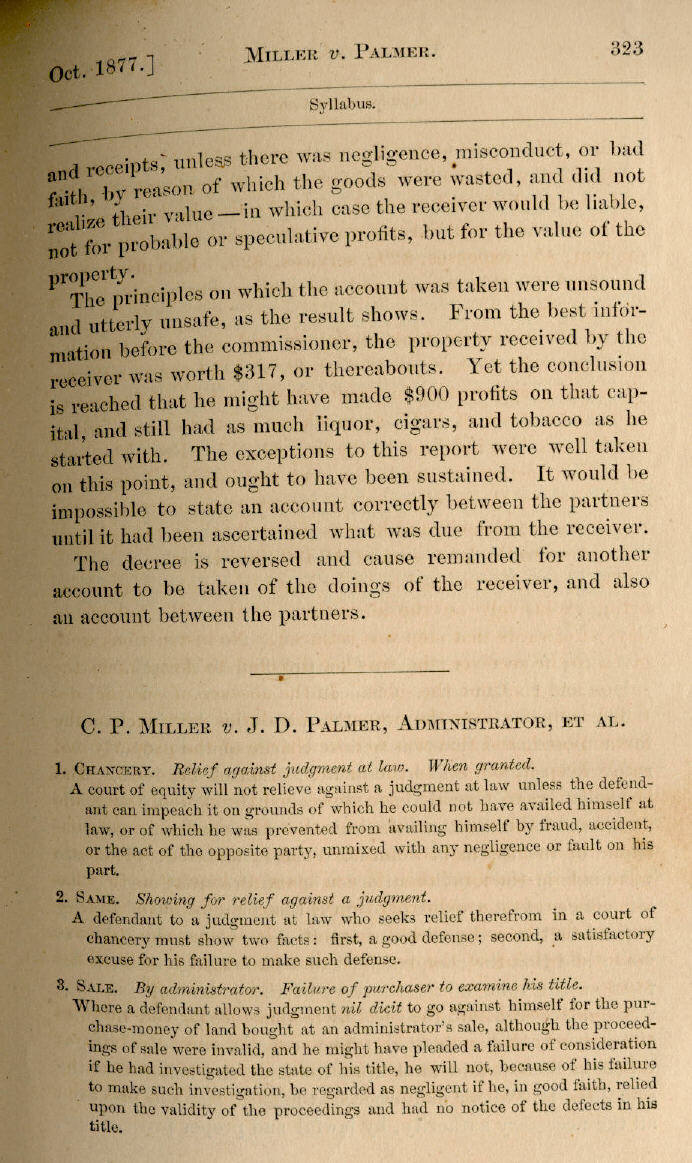 Oct. 1877.] MILLER v. PALMER. 323
Syllabus.
and receipts, unless there was negligence, misconduct, or bad
faith, by reason of which the goods were wasted, and did not
realize their value—in which case the receiver would be liable,
not for probable or speculative profits, but for the value of the
property.
The principles on which the account was taken were unsound
and utterly unsafe, as the result shows. From the best infor-
mation before the commissioner, the property received by the
receiver was worth $317, or thereabouts. Yet the conclusion
is reached that he might have made $900 profits on that cap-
ital, and still had as much liquor, cigars, and tobacco as he
started with. The exceptions to this report were well taken
on this point, and ought to have been sustained. It would be
impossible to state an account correctly between the partners
until it had been ascertained what was due from the receiver.
The decree is reversed and cause remanded for another
account to be taken of the doings of the receiver, and also
an account between the partners.
C. P. MILLER v. J. D. PALMER, ADMINISTRATOR, ET AL.
1. CHANCERY. Relief against judgment at law. When granted.
A court of equity will not relieve against a judgment at law unless the defend-
ant can impeach it on grounds of which he could not have availed himself at
law, or of which he was prevented from availing himself by fraud, accident,
or the act of the opposite party, unmixed with any negligence or fault on his
part.
2. SAME. Showing for relief against a judgment.
A defendant to a judgment at law who seeks relief therefrom in a court of
chancery must show two facts: first, a good defense; second, a satisfactory
excuse for his failure to make such defense.
3. SALE. By administrator. Failure of purchaser to examine his title.
Where a defendant allows judgment nil dicit to go against himself for the pur-
chase-money of land bought at an administrator's sale, although the proceed-
ings of sale were invalid, and he might have pleaded a failure of consideration
if he had investigated the state of his title, he will not, because of his failure
to make such investigation, be regarded as negligent if he, in good faith, relied
upon the validity of the proceedings and had no notice of the defects in his
title.